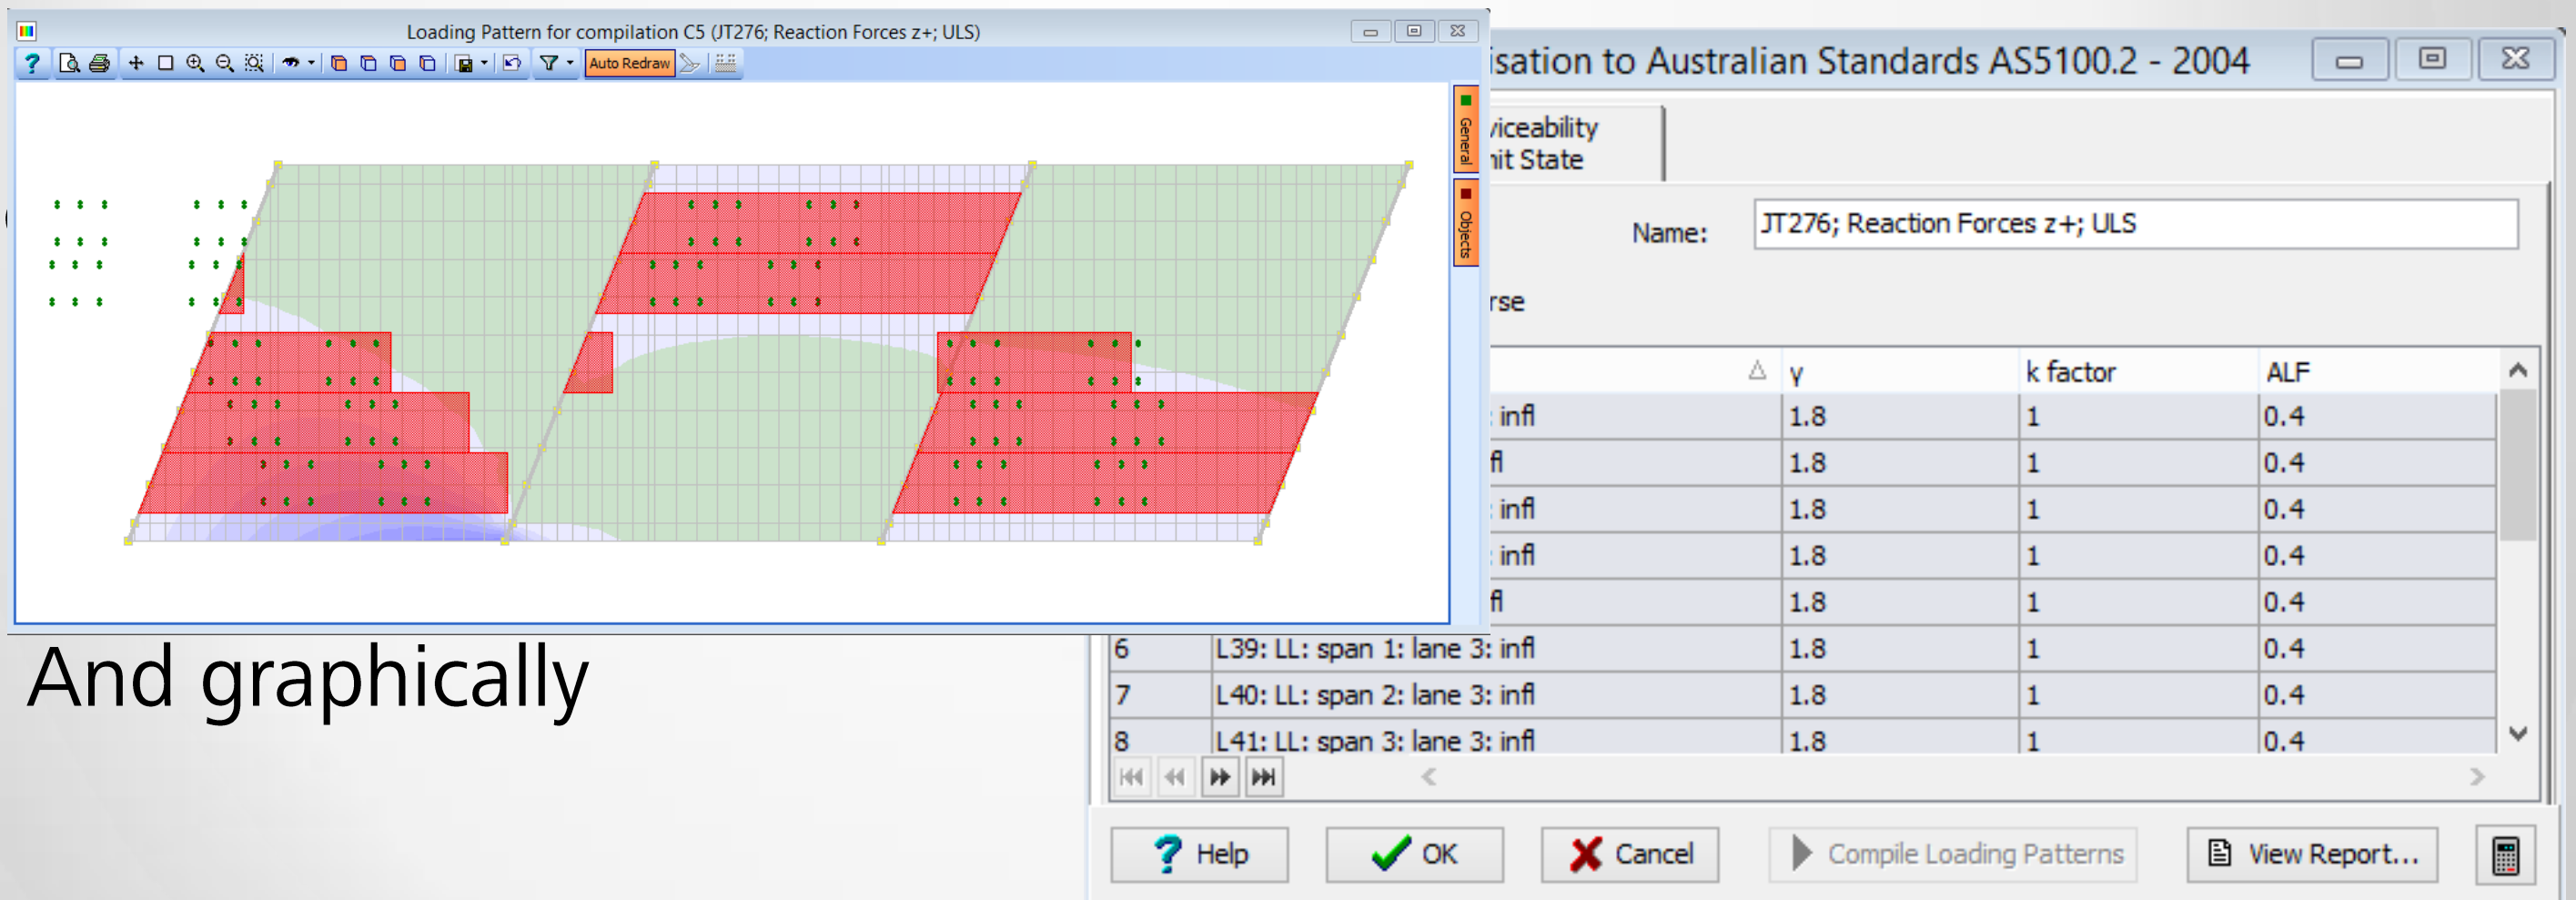 Loading Pattern for compilation C5 (JT276; Reaction Forces z+; ULS)
Auto Redraw
General
Objects
isation to Australian Standards AS5100.2 - 2004
viceability
nit State
Name: JT276; Reaction Forces z+; ULS
rse
γ k factor ALF
: infl 1.8 1 0.4
fl 1.8 1 0.4
: infl 1.8 1 0.4
: infl 1.8 1 0.4
fl 1.8 1 0.4
6 L39: LL: span 1: lane 3: infl 1.8 1 0.4
7 L40: LL: span 2: lane 3: infl 1.8 1 0.4
8 L41: LL: span 3: lane 3: infl 1.8 1 0.4
Help OK Cancel Compile Loading Patterns View Report...
And graphically